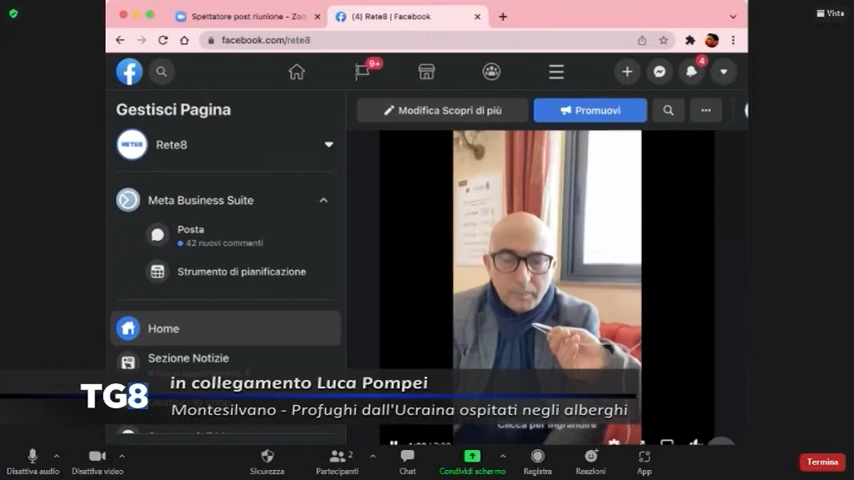 Spettatore post riunione - Zoo
(4) Rete8 | Facebook
Vista
facebook.com/rete8
9+
4
Gestisci Pagina
Modifica Scopri di più
Promuovi
RETE8
Rete8
Meta Business Suite
Posta
42 nuovi commenti
Strumento di pianificazione
Home
Sezione Notizie
TG8
in collegamento Luca Pompei
Montesilvano - Profughi dall'Ucraina ospitati negli alberghi
Clicca per ingrandire
2
Disattiva audio
Disattiva video
Sicurezza
Partecipanti
Chat
Condividi schermo
Registra
Reazioni
App
Termina